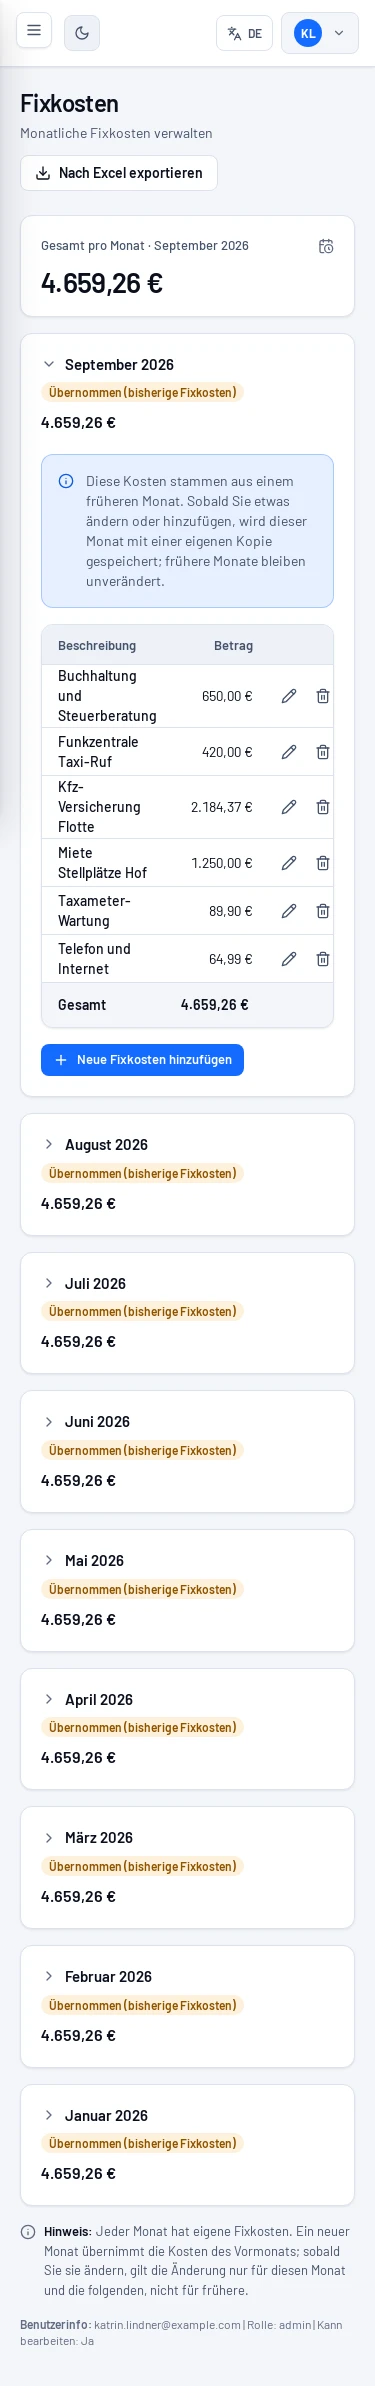 DE
KL
Fixkosten
Monatliche Fixkosten verwalten
Nach Excel exportieren
Gesamt pro Monat · September 2026
4.659,26 €
September 2026
Übernommen (bisherige Fixkosten)
4.659,26 €
Diese Kosten stammen aus einem
früheren Monat. Sobald Sie etwas
ändern oder hinzufügen, wird dieser
Monat mit einer eigenen Kopie
gespeichert; frühere Monate bleiben
unverändert.
Beschreibung Betrag
Buchhaltung
und
Steuerberatung
650,00 €
Funkzentrale
Taxi-Ruf
420,00 €
Kfz-
Versicherung
Flotte
2.184,37 €
Miete
Stellplätze Hof
1.250,00 €
Taxameter-
Wartung
89,90 €
Telefon und
Internet
64,99 €
Gesamt 4.659,26 €
Neue Fixkosten hinzufügen
August 2026
Übernommen (bisherige Fixkosten)
4.659,26 €
Juli 2026
Übernommen (bisherige Fixkosten)
4.659,26 €
Juni 2026
Übernommen (bisherige Fixkosten)
4.659,26 €
Mai 2026
Übernommen (bisherige Fixkosten)
4.659,26 €
April 2026
Übernommen (bisherige Fixkosten)
4.659,26 €
März 2026
Übernommen (bisherige Fixkosten)
4.659,26 €
Februar 2026
Übernommen (bisherige Fixkosten)
4.659,26 €
Januar 2026
Übernommen (bisherige Fixkosten)
4.659,26 €
Hinweis: Jeder Monat hat eigene Fixkosten. Ein neuer
Monat übernimmt die Kosten des Vormonats; sobald
Sie sie ändern, gilt die Änderung nur für diesen Monat
und die folgenden, nicht für frühere.
Benutzerinfo: katrin.lindner@example.com | Rolle: admin | Kann
bearbeiten: Ja